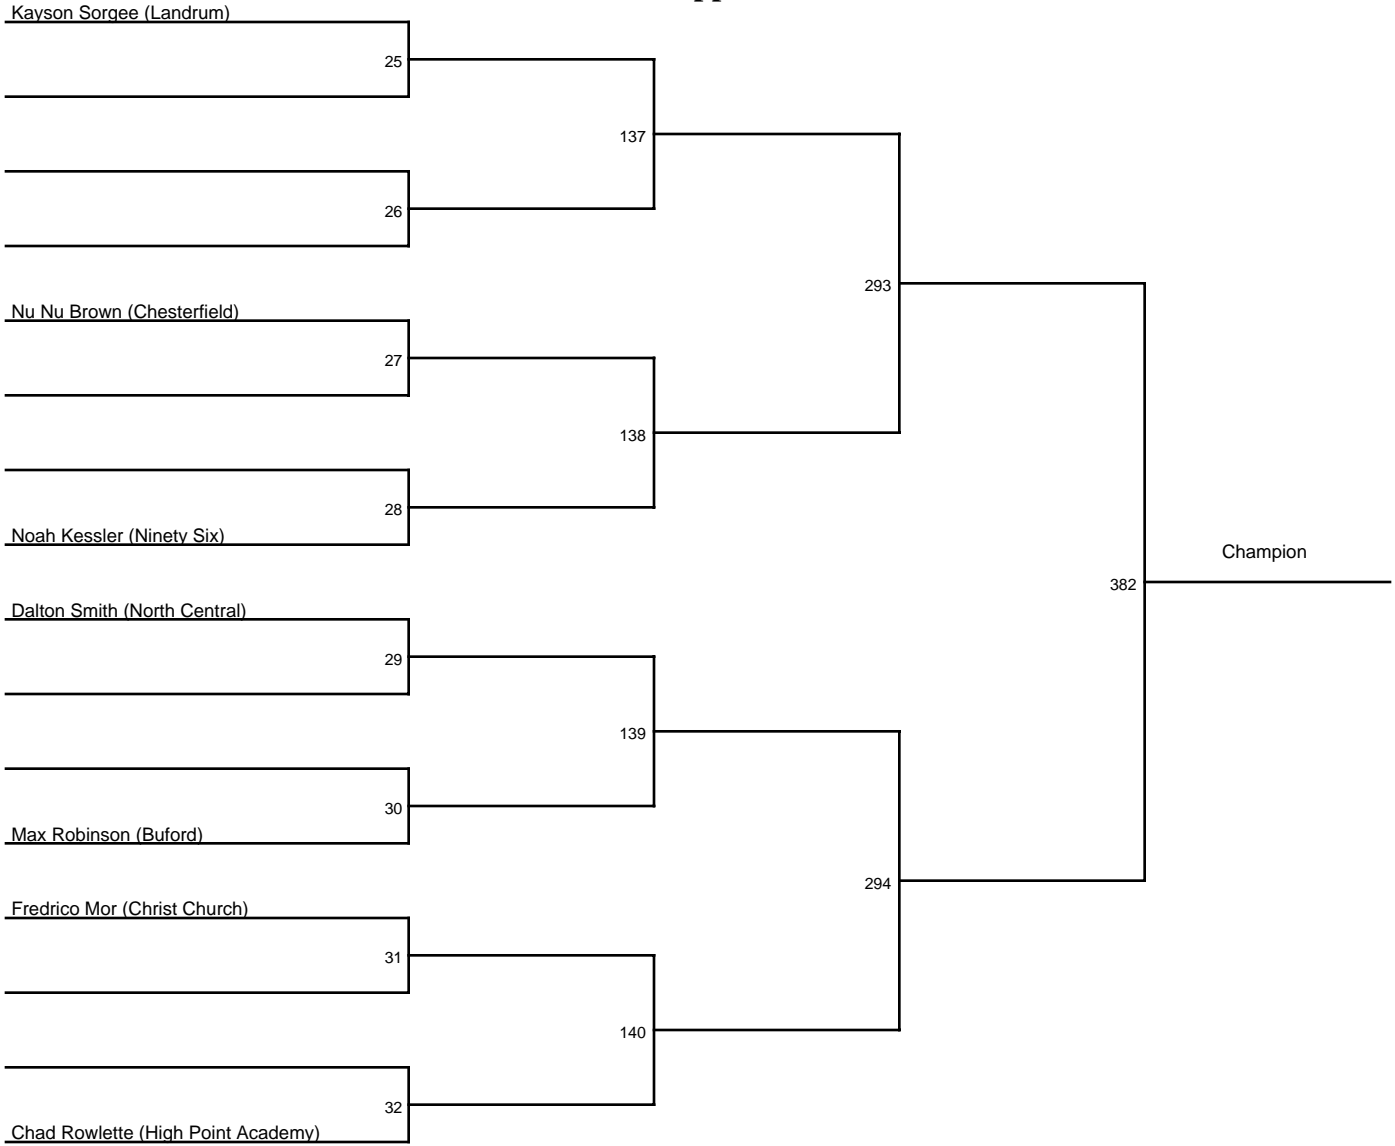 Kayson Sorgee (Landrum)
25
137
26
293
Nu Nu Brown (Chesterfield)
27
138
28
Noah Kessler (Ninety Six)
Champion
382
Dalton Smith (North Central)
29
139
30
Max Robinson (Buford)
294
Fredrico Mor (Christ Church)
31
140
32
Chad Rowlette (High Point Academy)